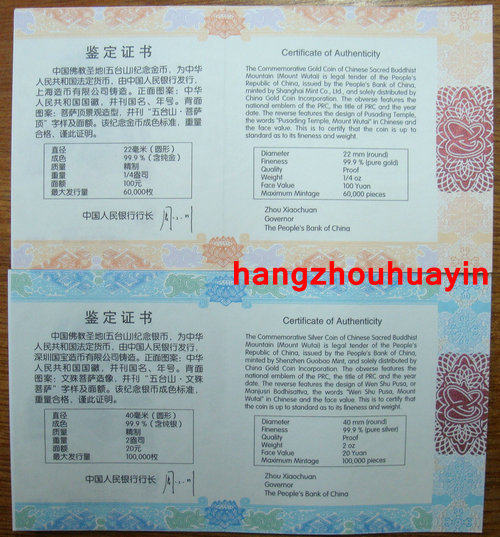 鉴定证书
中国佛教圣地(五台山)纪念金币，为中华
人民共和国法定货币，由中国人民银行发行，
上海造币有限公司铸造。正面图案：中华
人民共和国国徽，并刊国名、年号。背面
图案：菩萨顶景观造型，并刊“五台山·菩萨
顶”字样及面额。该纪念金币成色标准，重量
合格，谨此证明。
直径 22毫米（圆形）
成色 99.9％（含纯金）
质量 精制
重量 1/4盎司
面额 100元
最大发行量 60,000枚
中国人民银行行长
Certificate of Authenticity
The Commemorative Gold Coin of Chinese Sacred Buddhist
Mountain (Mount Wutai) is legal tender of the People's
Republic of China, issued by the People's Bank of China,
minted by Shanghai Mint Co., Ltd, and solely distributed by
China Gold Coin Incorporation. The obverse features the
national emblem of the PRC, the title of PRC and the year
date. The reverse features the design of Pusading Temple,
the words "Pusading Temple, Mount Wutai" in Chinese and
the face value. This is to certify that the coin is up to
standard as to its fineness and weight.
Diameter 22 mm (round)
Fineness 99.9% (pure gold)
Quality Proof
Weight 1/4 oz
Face Value 100 Yuan
Maximum Mintage 60,000 pieces
Zhou Xiaochuan
Governor
The People's Bank of China
hangzhouhuayin
鉴定证书
中国佛教圣地(五台山)纪念银币，为中华
人民共和国法定货币，由中国人民银行发行，
深圳国宝造币有限公司铸造。正面图案：中华
人民共和国国徽，并刊国名、年号。背面
图案：文殊菩萨造像，并刊“五台山·文殊
菩萨”字样及面额。该纪念银币成色标准，
重量合格，谨此证明。
直径 40毫米（圆形）
成色 99.9％（含纯银）
质量 精制
重量 2盎司
面额 20元
最大发行量 100,000枚
中国人民银行行长
Certificate of Authenticity
The Commemorative Silver Coin of Chinese Sacred Buddhist
Mountain (Mount Wutai) is legal tender of the People's
Republic of China, issued by the People's Bank of China,
minted by Shenzhen Guobao Mint, and solely distributed by
China Gold Coin Incorporation. The obverse features the
national emblem of the PRC, the title of PRC and the year
date. The reverse features the design of Wen Shu Pusa, or
Manjusri Bodhisattva, the words "Wen Shu Pusa, Mount
Wutai" in Chinese and the face value. This is to certify that
the coin is up to standard as to its fineness and weight.
Diameter 40 mm (round)
Fineness 99.9% (pure silver)
Quality Proof
Weight 2 oz
Face Value 20 Yuan
Maximum Mintage 100,000 pieces
Zhou Xiaochuan
Governor
The People's Bank of China